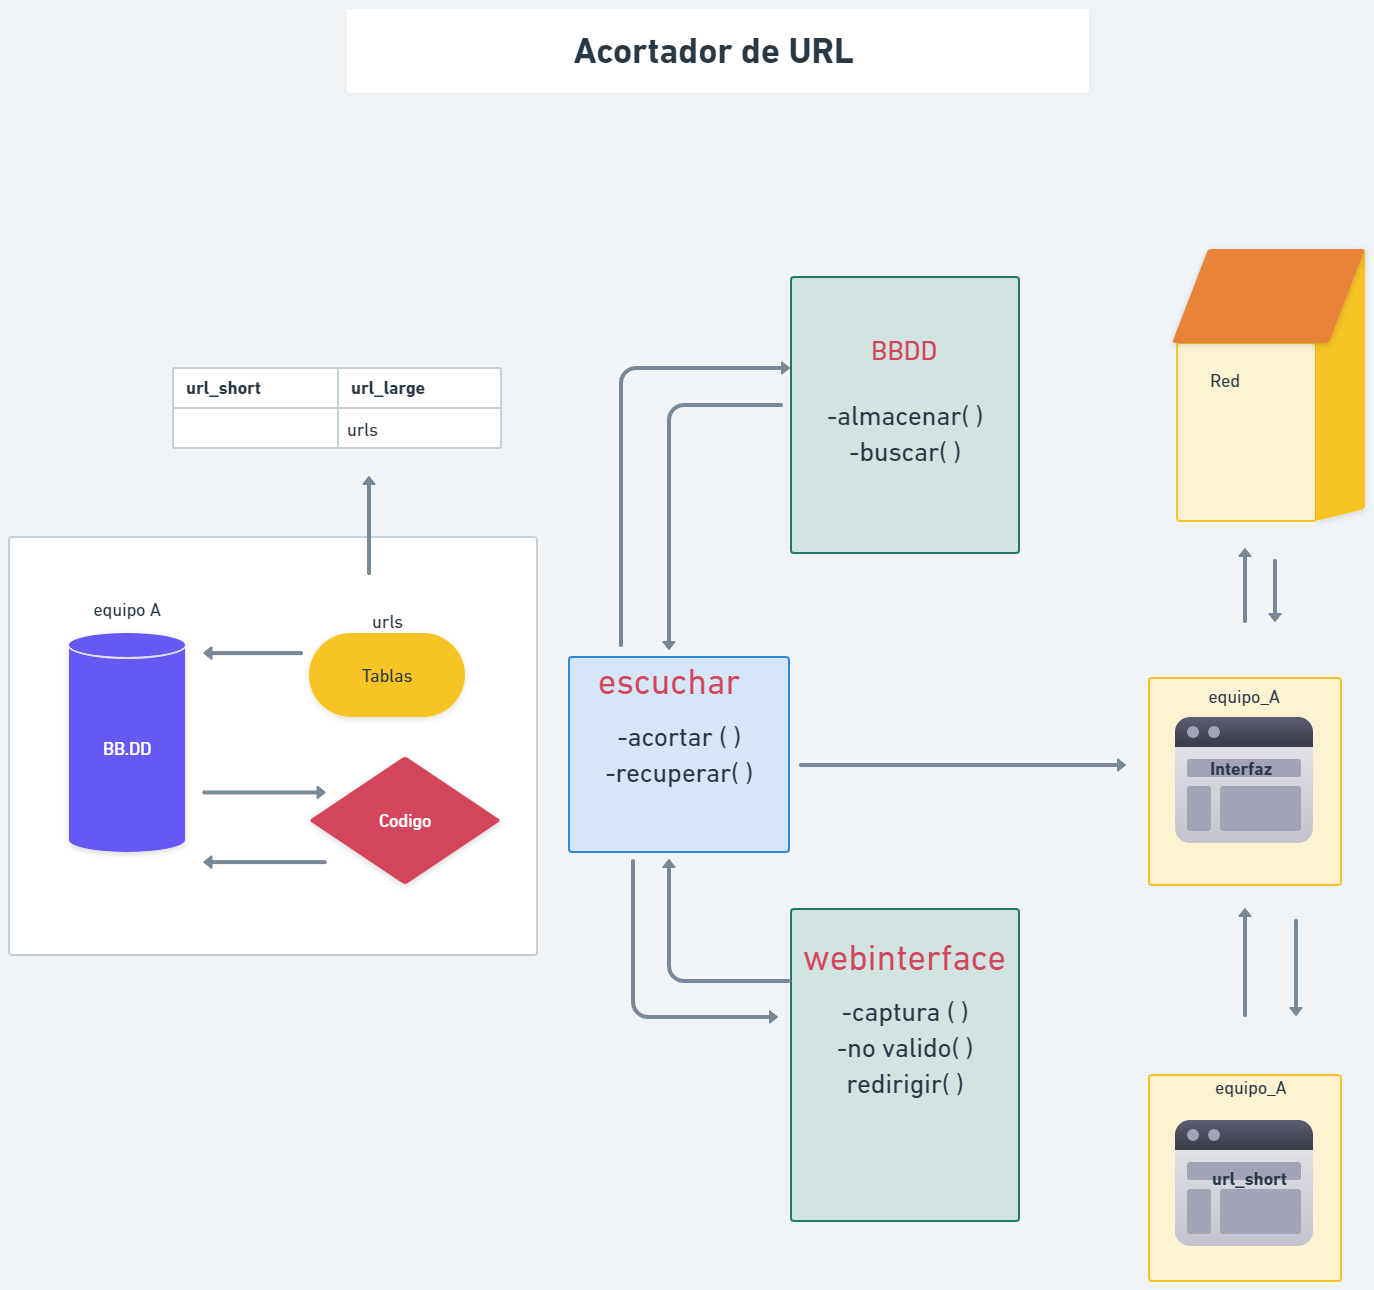 Acortador de URL
url_short url_large
urls
equipo A
urls
Tablas
BB.DD
Codigo
BBDD
-almacenar( )
-buscar( )
escuchar
-acortar ( )
-recuperar( )
webinterface
-captura ( )
-no valido( )
redirigir( )
Red
equipo_A
Interfaz
equipo_A
url_short